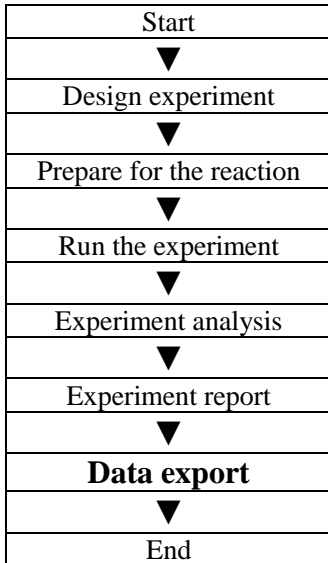 Start
▼
Design experiment
▼
Prepare for the reaction
▼
Run the experiment
▼
Experiment analysis
▼
Experiment report
▼
Data export
▼
End